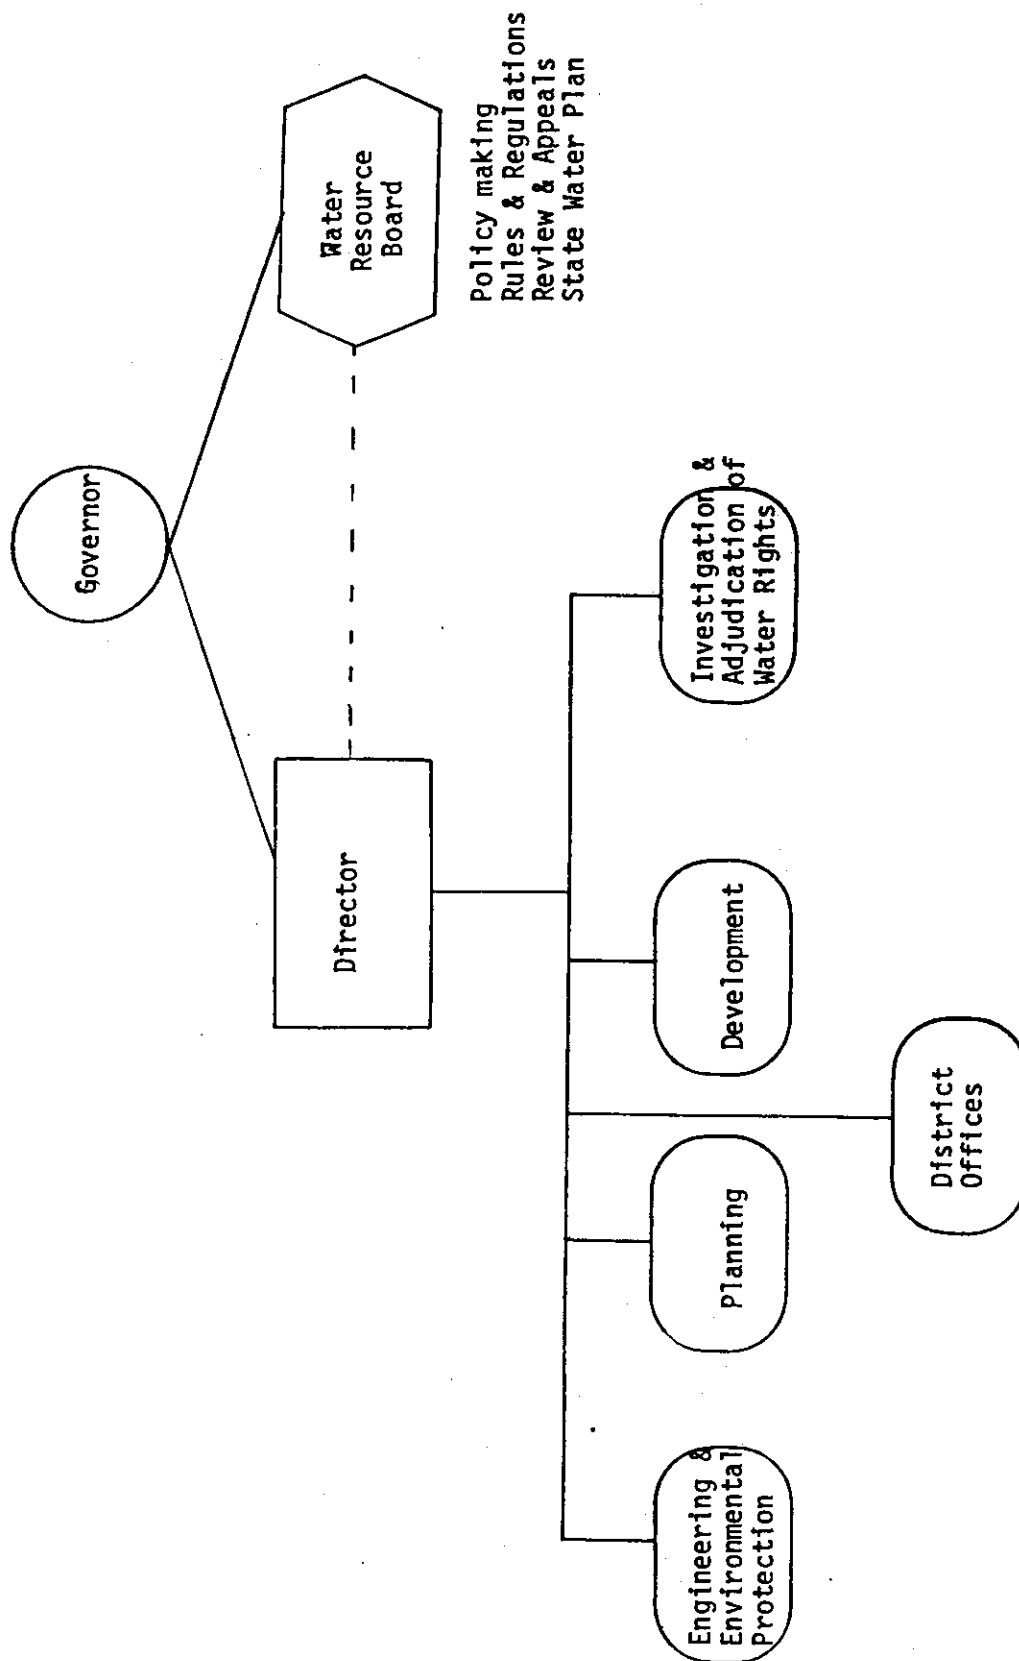 Governor
Director
Water
Resource
Board
Policy making
Rules & Regulations
Review & Appeals
State Water Plan
Engineering &
Environmental
Protection
Planning
Development
Investigation &
Adjudication of
Water Rights
District
Offices